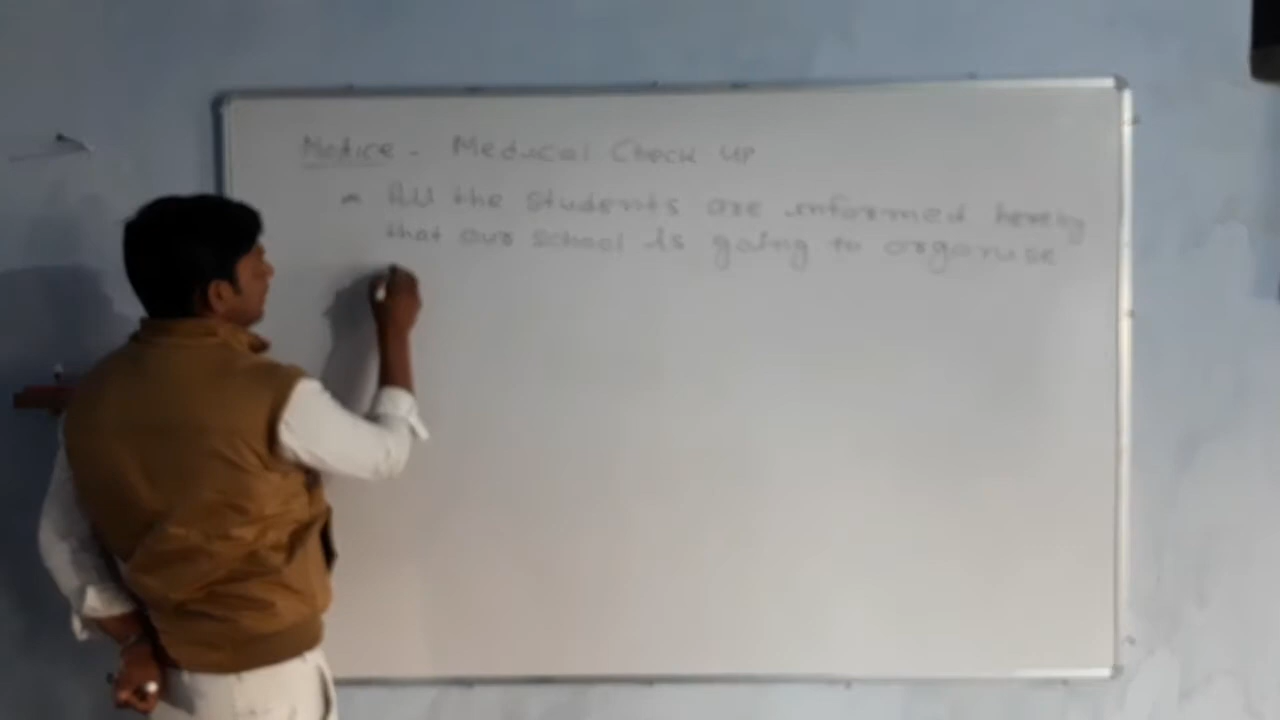 Notice - Medical Check up
- All the students are informed hereby
that our school is going to organise